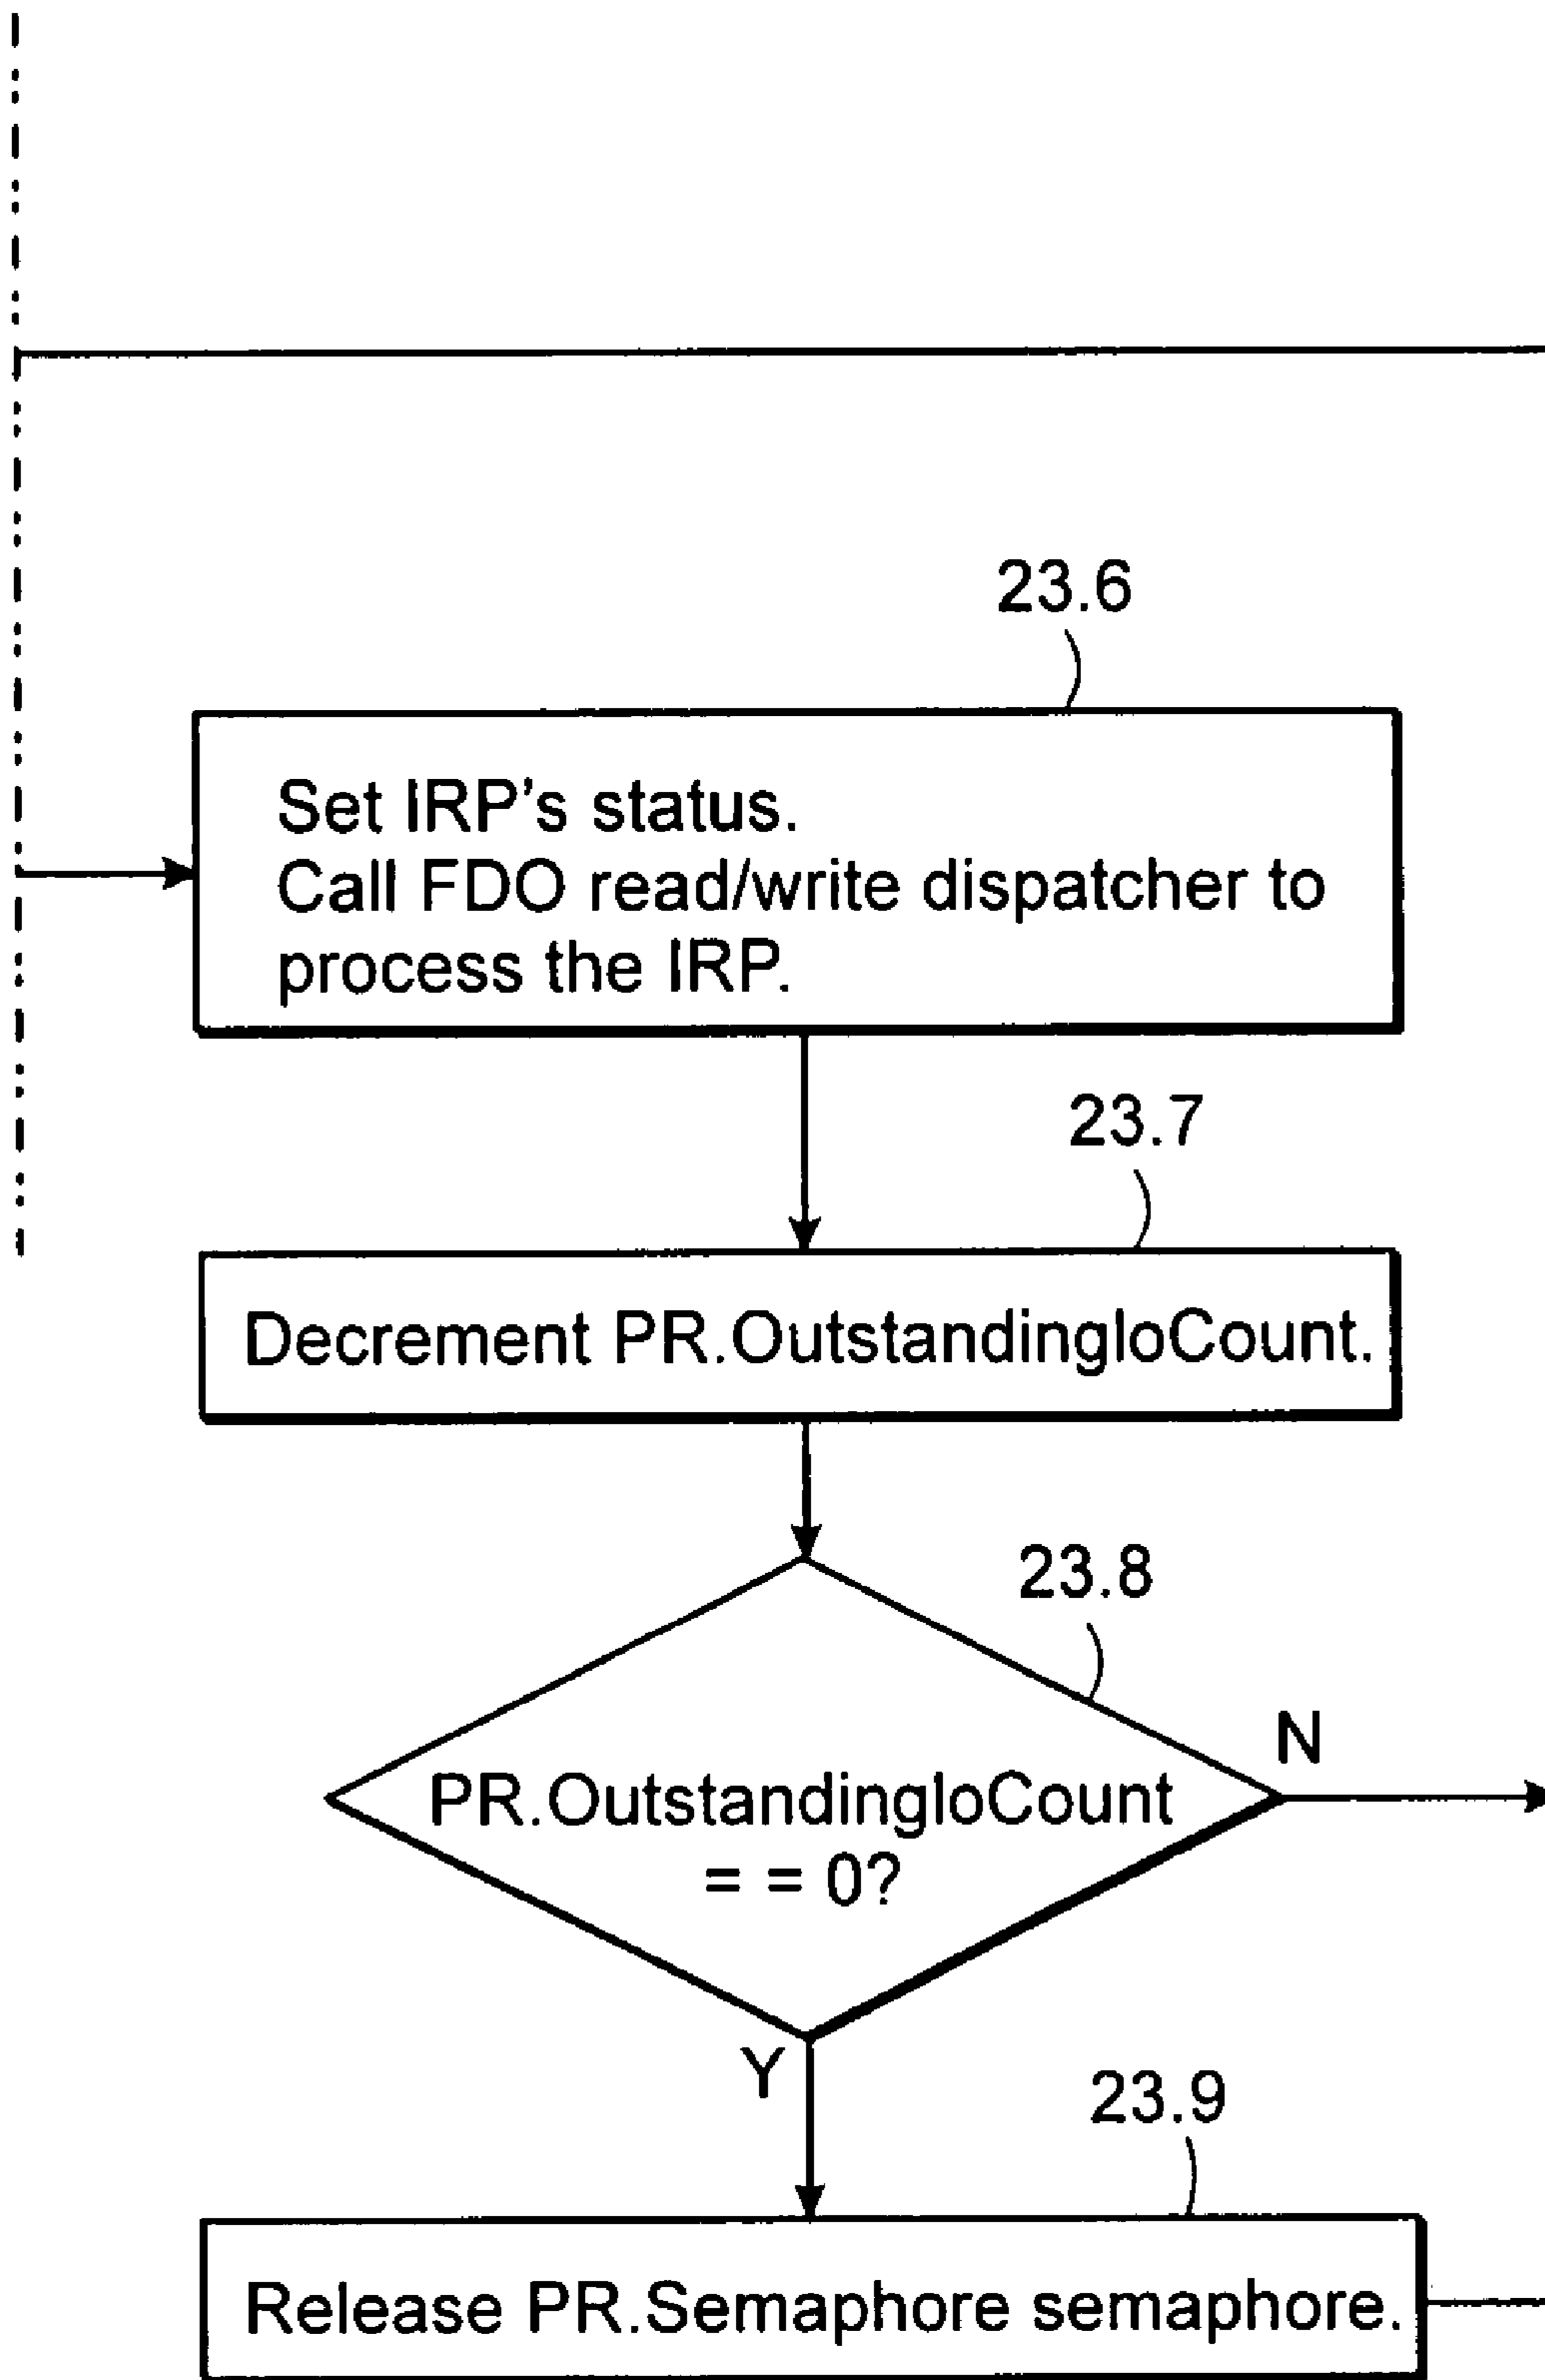 23.6
Set IRP's status.
Call FDO read/write dispatcher to
process the IRP.
23.7
Decrement PR.OutstandingIoCount.
23.8
N
PR.OutstandingIoCount
= = 0?
Y
23.9
Release PR.Semaphore semaphore.